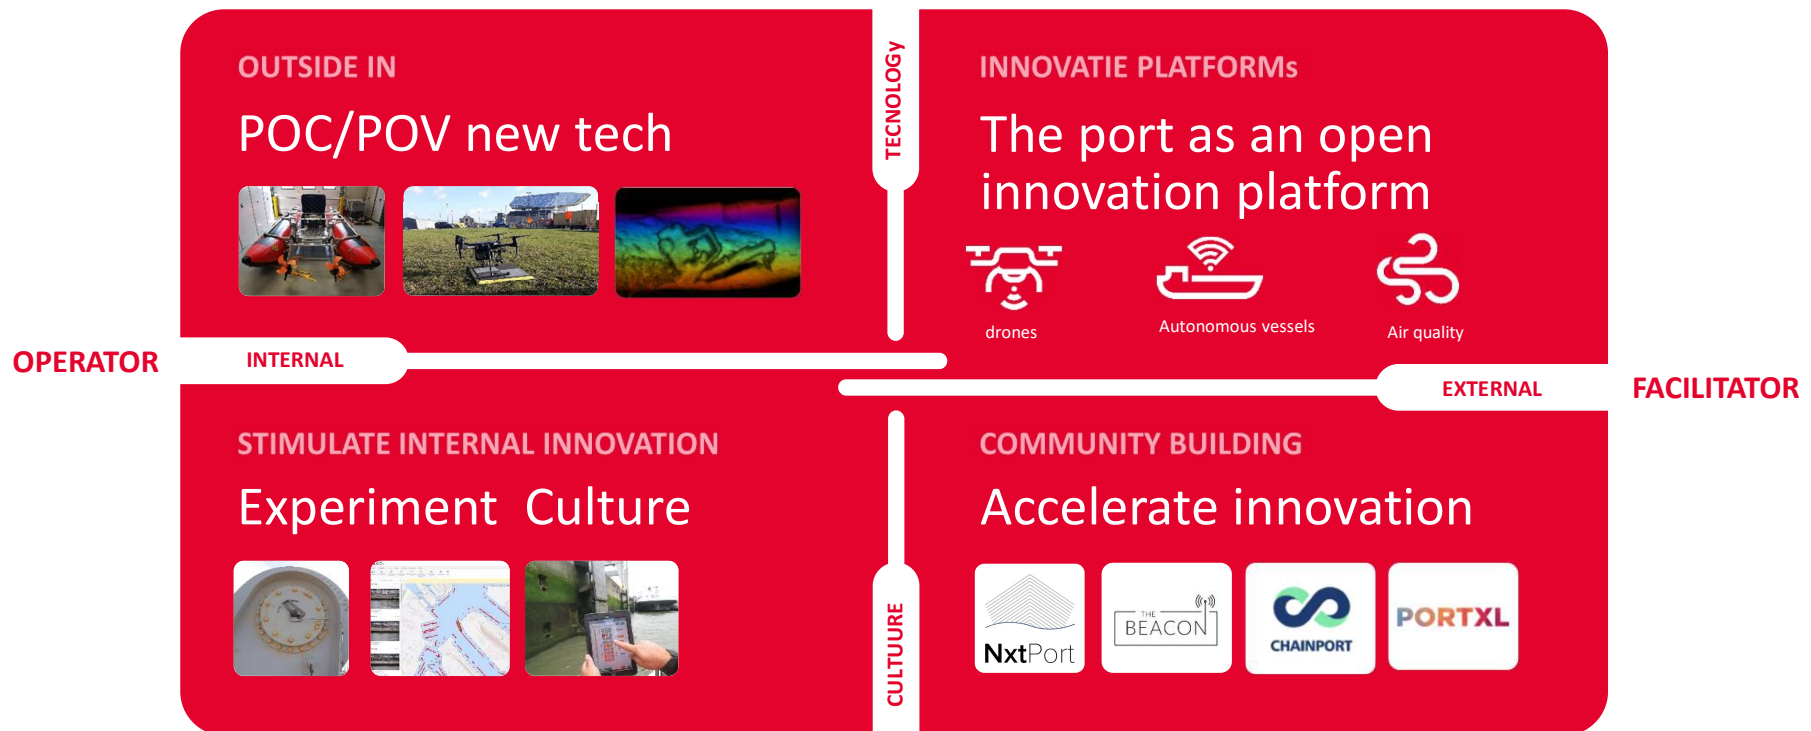 OUTSIDE IN
POC/POV new tech
TECNOLOGy
INNOVATIE PLATFORMs
The port as an open
innovation platform
drones
Autonomous vessels
Air quality
OPERATOR
INTERNAL
EXTERNAL
FACILITATOR
STIMULATE INTERNAL INNOVATION
Experiment Culture
CULTUURE
COMMUNITY BUILDING
Accelerate innovation
NxtPort
THE
BEACON
CHAINPORT
PORTXL